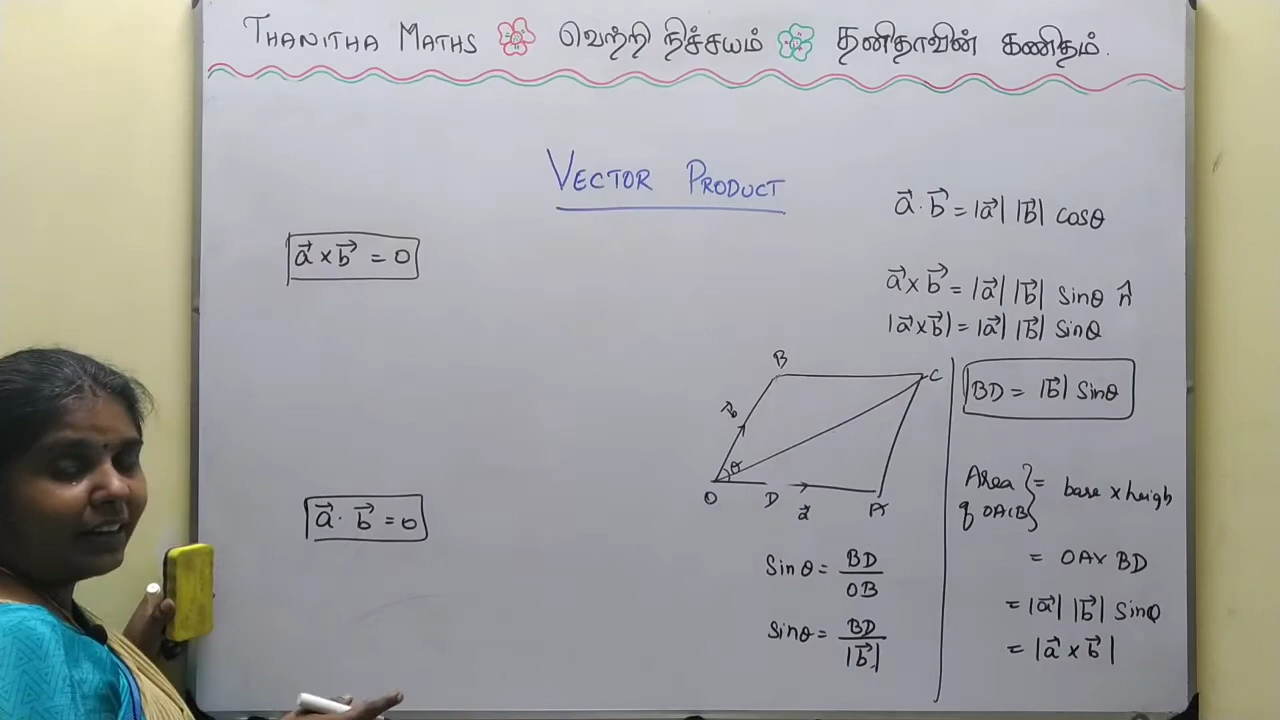 THANITHA MATHS வெற்றி நிச்சயம் தனிதாவின் கணிதம்.
VECTOR PRODUCT
a⃗ × b⃗ = 0
a⃗ . b⃗ = 0
a⃗ . b⃗ = |a⃗| |b⃗| cosθ
a⃗ × b⃗ = |a⃗| |b⃗| sinθ n̂
|a⃗ × b⃗| = |a⃗| |b⃗| sinθ
B C
b⃗ θ
O D a⃗ A
Sinθ = BD / OB
Sinθ = BD / |b⃗|
BD = |b⃗| Sinθ
Area of OACB } = base × heigh
= OA × BD
= |a⃗| |b⃗| Sinθ
= |a⃗ × b⃗|